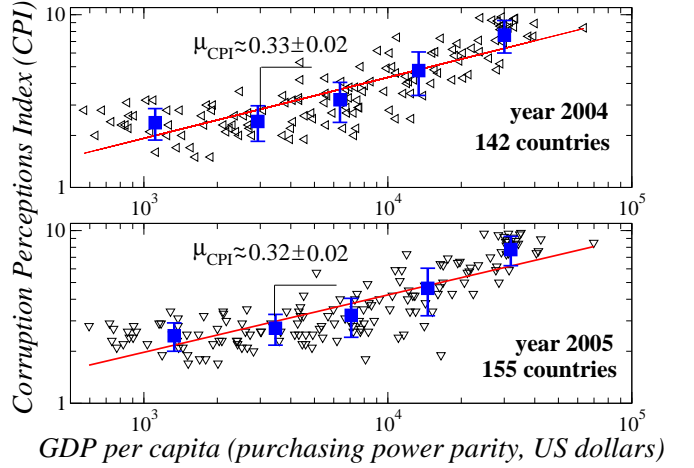 Corruption Perceptions Index (CPI)
10
μCPI≈0.33±0.02
year 2004
142 countries
1
10³ 10⁴ 10⁵
10
μCPI≈0.32±0.02
year 2005
155 countries
1
10³ 10⁴ 10⁵
GDP per capita (purchasing power parity, US dollars)